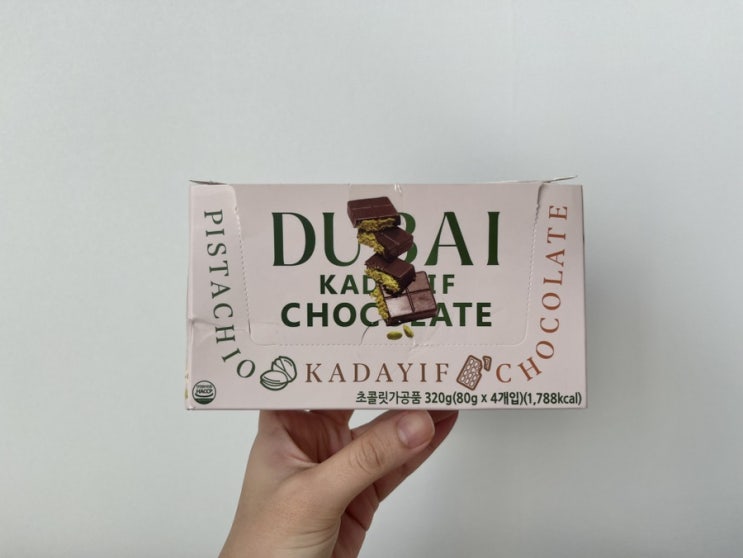 DUBAI
KADAYIF
CHOCOLATE
PISTACHIO
KADAYIF
CHOCOLATE
HACCP
초콜릿가공품 320g(80g x 4개입)(1,788kcal)